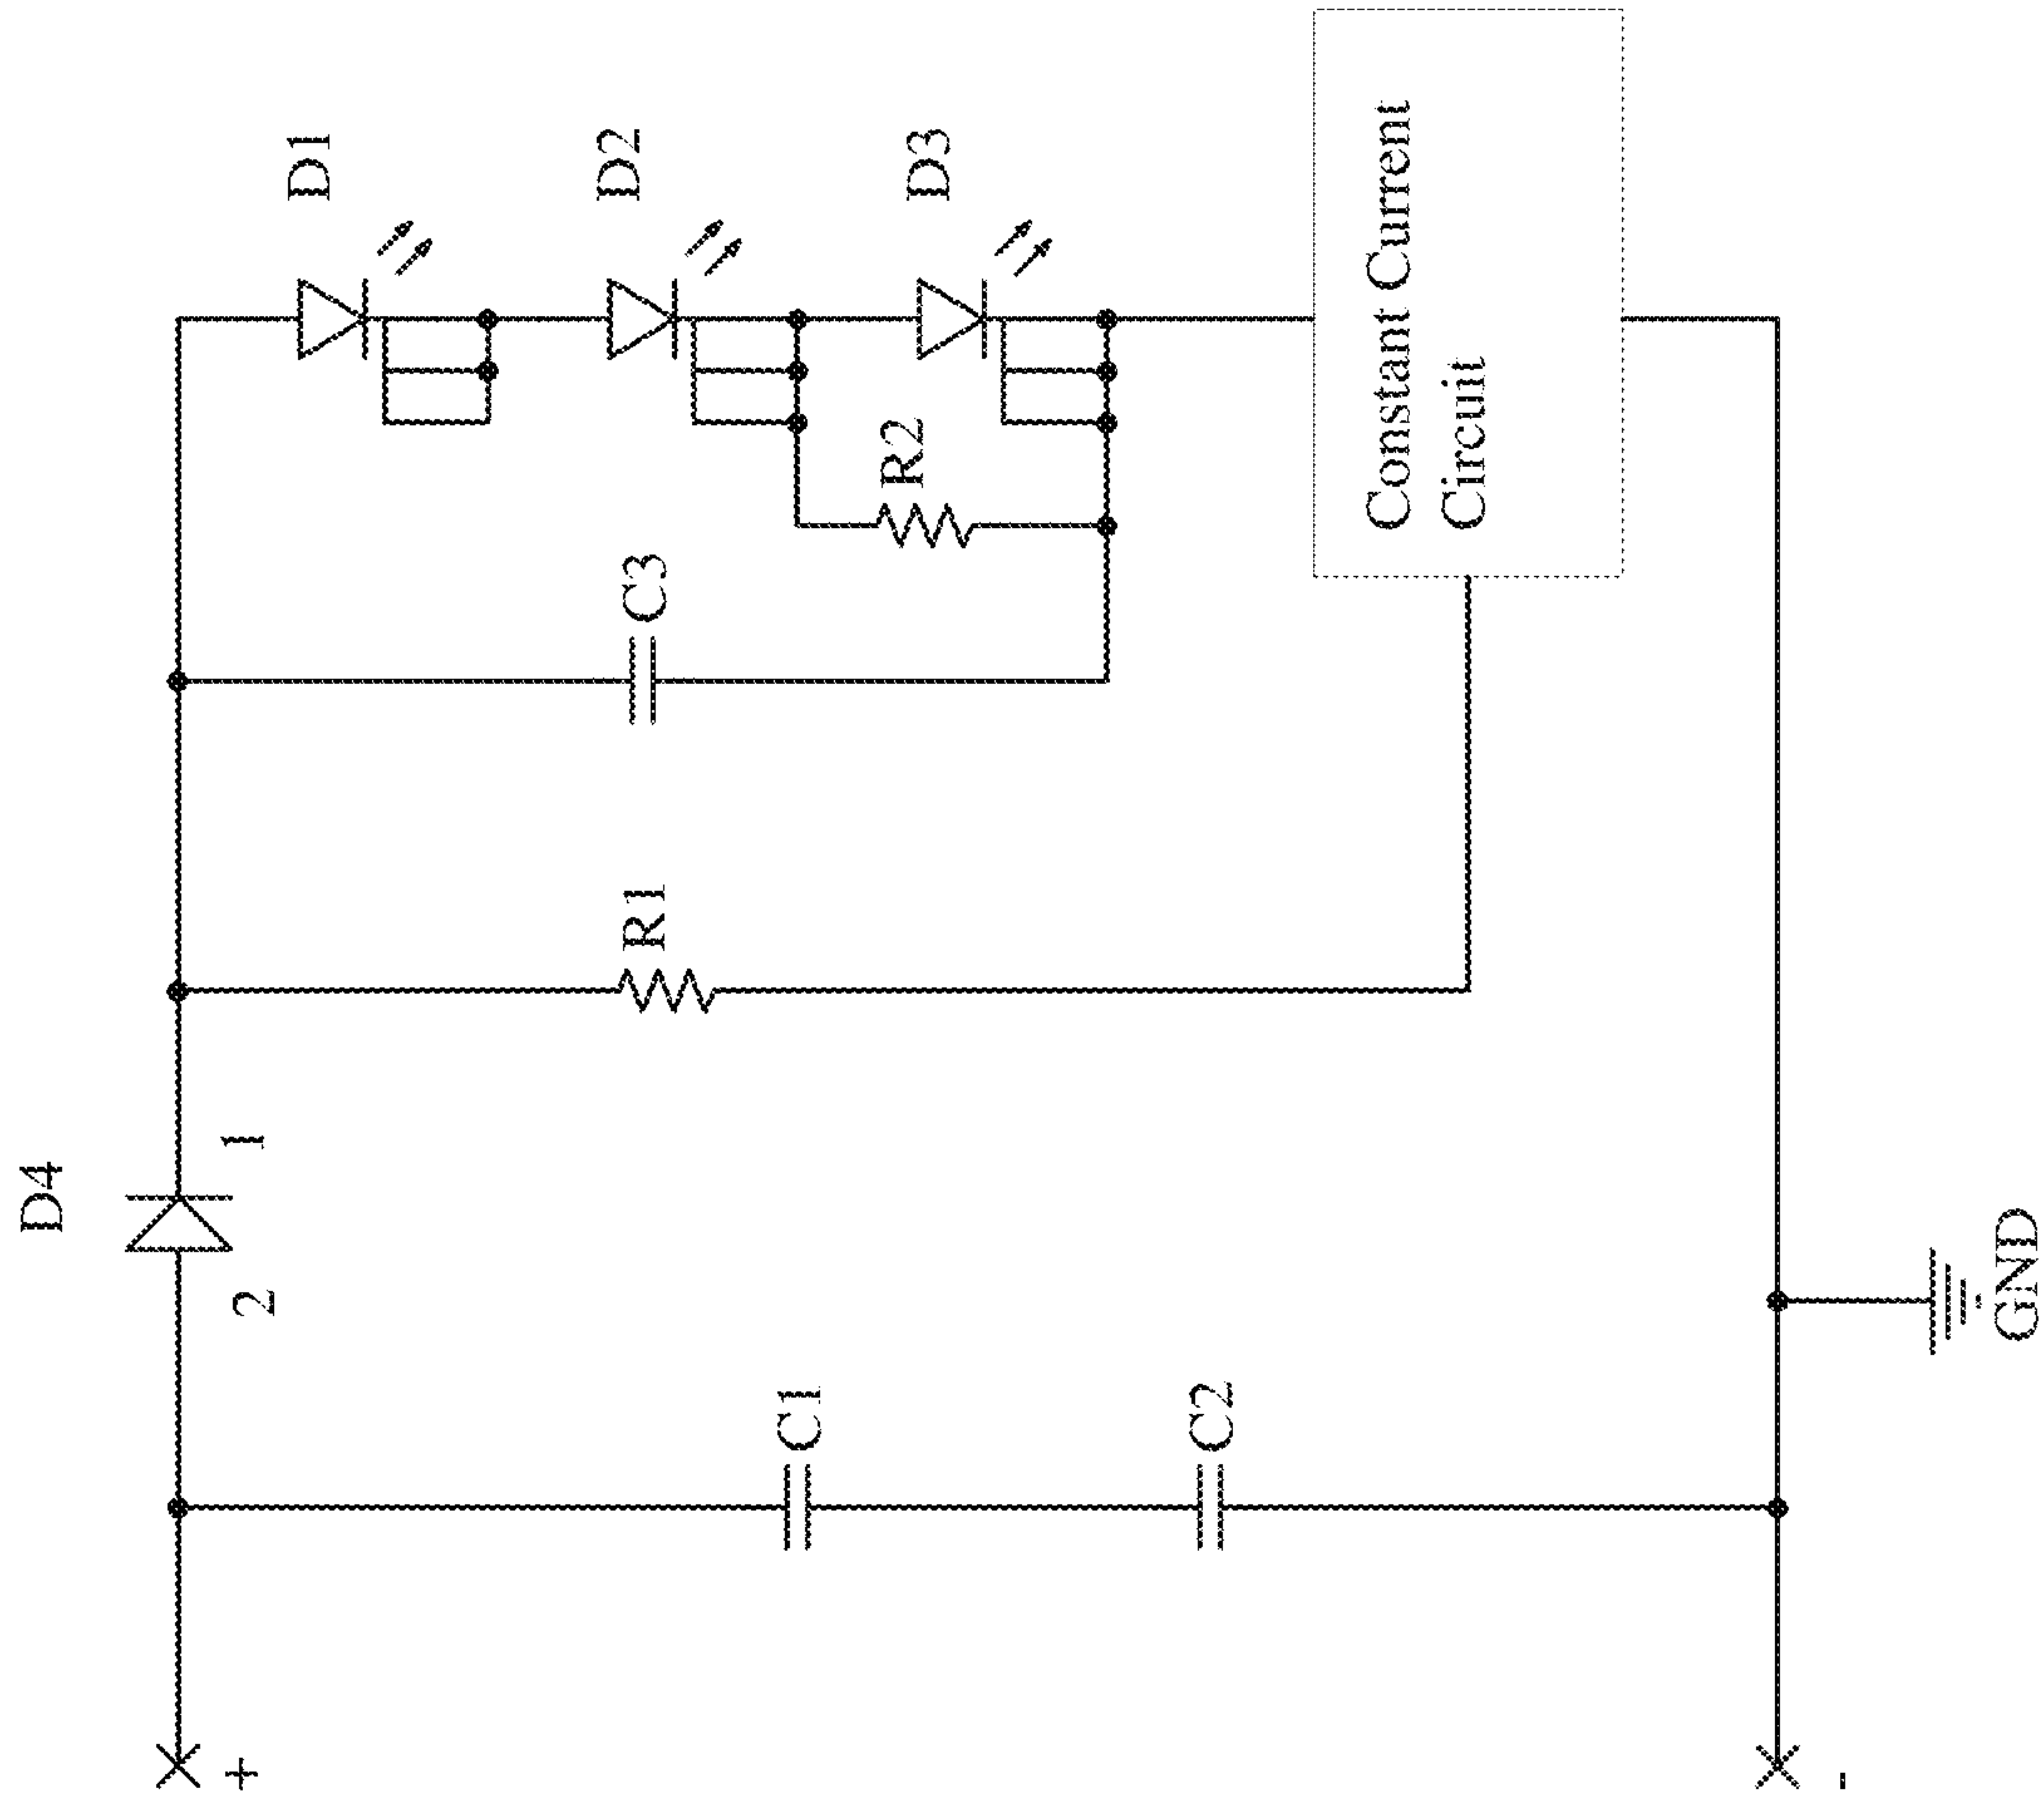 D1
D2
D3
R2
C3
Constant Current
Circuit
R1
D4
1
2
C1
C2
GND
+
-